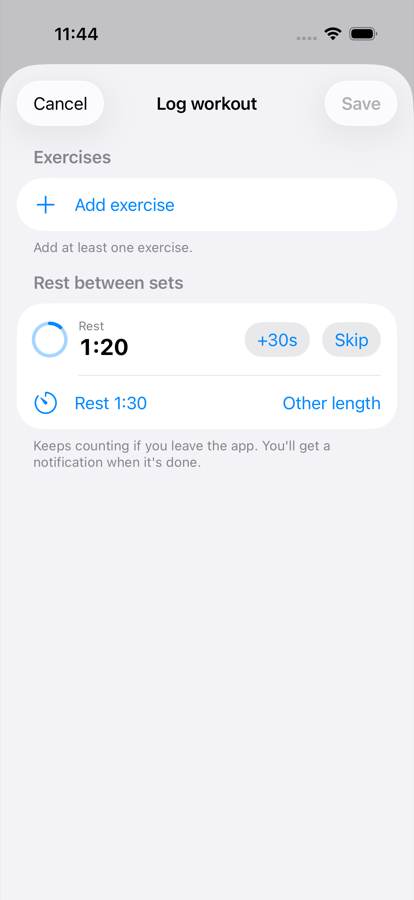 11:44
Cancel
Log workout
Save
Exercises
Add exercise
Add at least one exercise.
Rest between sets
Rest
1:20
+30s
Skip
Rest 1:30
Other length
Keeps counting if you leave the app. You'll get a
notification when it's done.